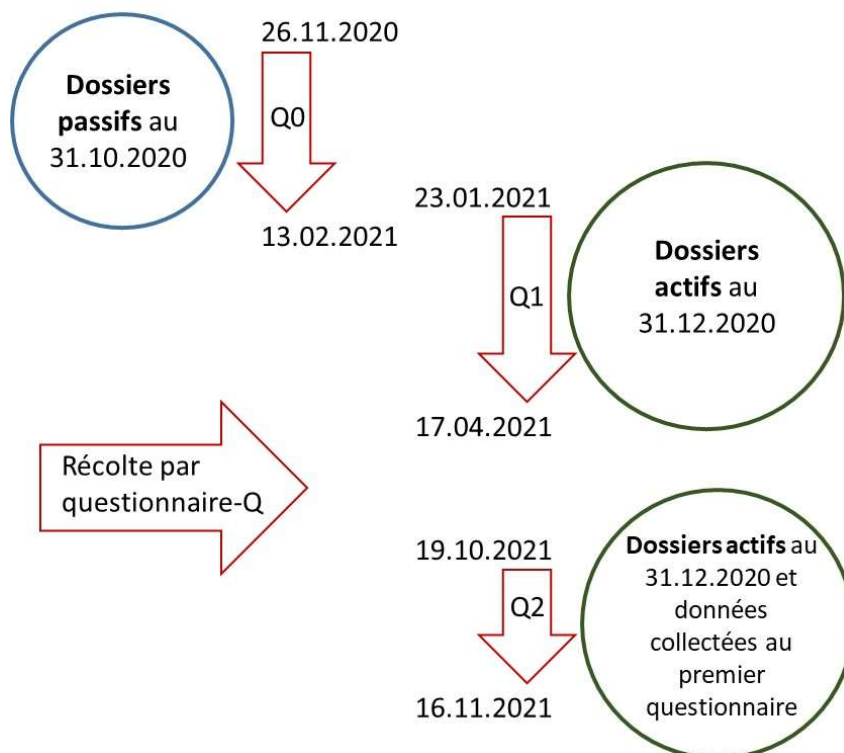 26.11.2020
Dossiers
passifs au
31.10.2020
Q0
13.02.2021
23.01.2021
Dossiers
actifs au
31.12.2020
Q1
17.04.2021
Récolte par
questionnaire-Q
19.10.2021
Dossiers actifs au
31.12.2020 et
données
collectées au
premier
questionnaire
Q2
16.11.2021